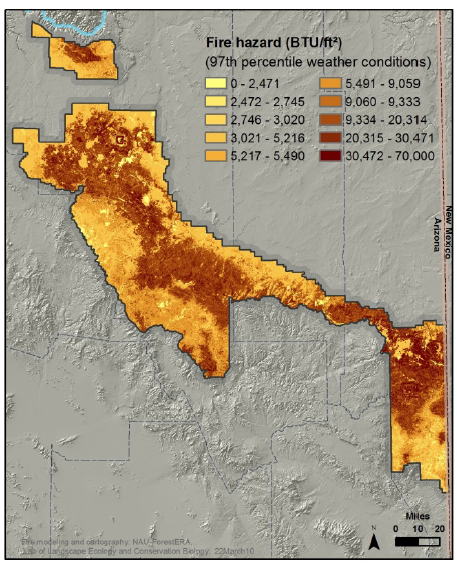 Fire hazard (BTU/ft²)
(97th percentile weather conditions)
0 - 2,471
2,472 - 2,745
2,746 - 3,020
3,021 - 5,216
5,217 - 5,490
5,491 - 9,059
9,060 - 9,333
9,334 - 20,314
20,315 - 30,471
30,472 - 70,000
New Mexico
Arizona
Miles
N
0 10 20
Fire modeling and cartography: NAU ForestERA,
Lab of Landscape Ecology and Conservation Biology, 22March10